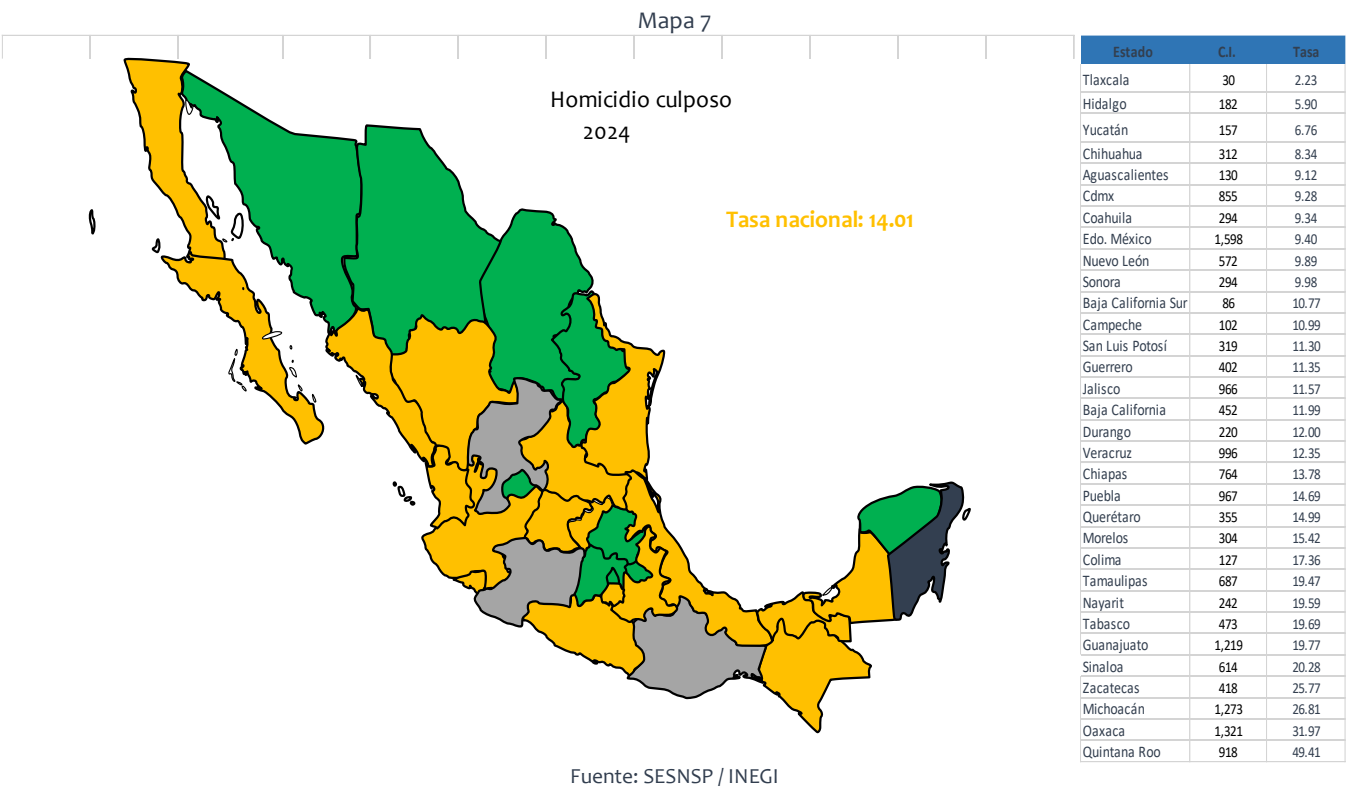 Mapa 7
Homicidio culposo
2024
Tasa nacional: 14.01
Estado C.I. Tasa
Tlaxcala 30 2.23
Hidalgo 182 5.90
Yucatán 157 6.76
Chihuahua 312 8.34
Aguascalientes 130 9.12
Cdmx 855 9.28
Coahuila 294 9.34
Edo. México 1,598 9.40
Nuevo León 572 9.89
Sonora 294 9.98
Baja California Sur 86 10.77
Campeche 102 10.99
San Luis Potosí 319 11.30
Guerrero 402 11.35
Jalisco 966 11.57
Baja California 452 11.99
Durango 220 12.00
Veracruz 996 12.35
Chiapas 764 13.78
Puebla 967 14.69
Querétaro 355 14.99
Morelos 304 15.42
Colima 127 17.36
Tamaulipas 687 19.47
Nayarit 242 19.59
Tabasco 473 19.69
Guanajuato 1,219 19.77
Sinaloa 614 20.28
Zacatecas 418 25.77
Michoacán 1,273 26.81
Oaxaca 1,321 31.97
Quintana Roo 918 49.41
Fuente: SESNSP / INEGI